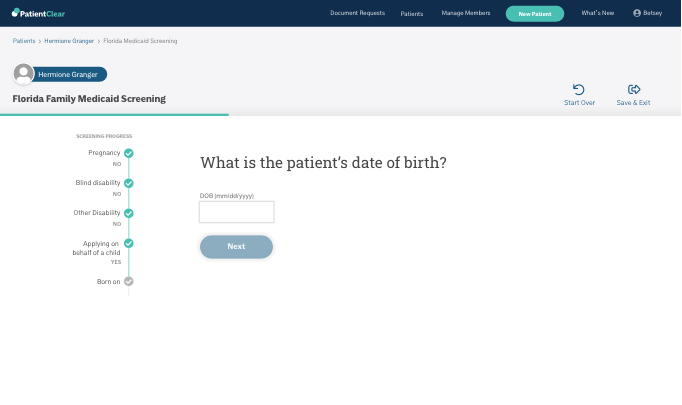 PatientClear
Document Requests Patients Manage Members New Patient What's New Betsey
Patients > Hermione Granger > Florida Medicaid Screening
Hermione Granger
Florida Family Medicaid Screening
Start Over Save & Exit
SCREENING PROGRESS
Pregnancy
NO
Blind disability
NO
Other Disability
NO
Applying on
behalf of a child
YES
Born on
What is the patient's date of birth?
DOB (mm/dd/yyyy)
Next